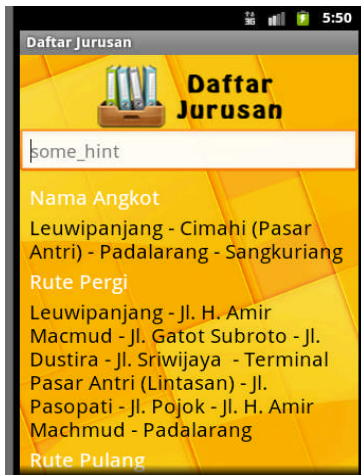 3G 5:50
Daftar Jurusan
Daftar
Jurusan
some_hint
Nama Angkot
Leuwipanjang - Cimahi (Pasar
Antri) - Padalarang - Sangkuriang
Rute Pergi
Leuwipanjang - Jl. H. Amir
Macmud - Jl. Gatot Subroto - Jl.
Dustira - Jl. Sriwijaya - Terminal
Pasar Antri (Lintasan) - Jl.
Pasopati - Jl. Pojok - Jl. H. Amir
Machmud - Padalarang
Rute Pulang